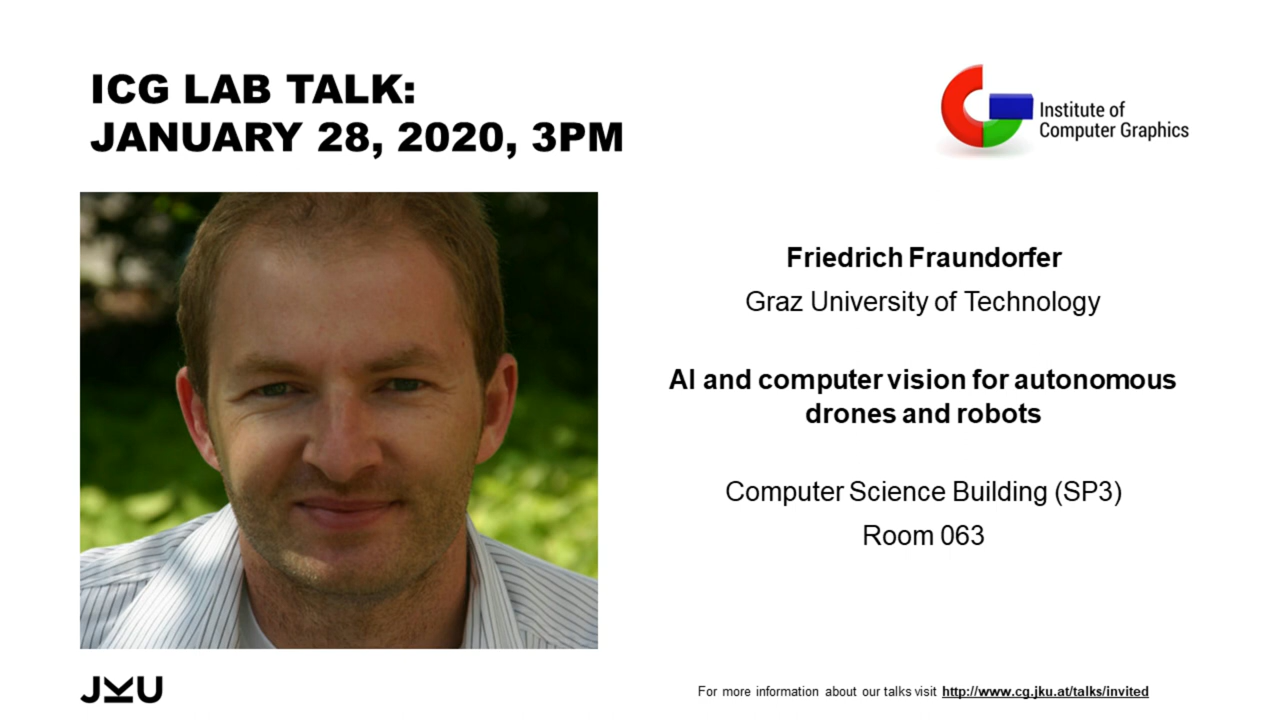 ICG LAB TALK:
JANUARY 28, 2020, 3PM
Institute of
Computer Graphics
Friedrich Fraundorfer
Graz University of Technology
AI and computer vision for autonomous
drones and robots
Computer Science Building (SP3)
Room 063
JKU
For more information about our talks visit http://www.cg.jku.at/talks/invited